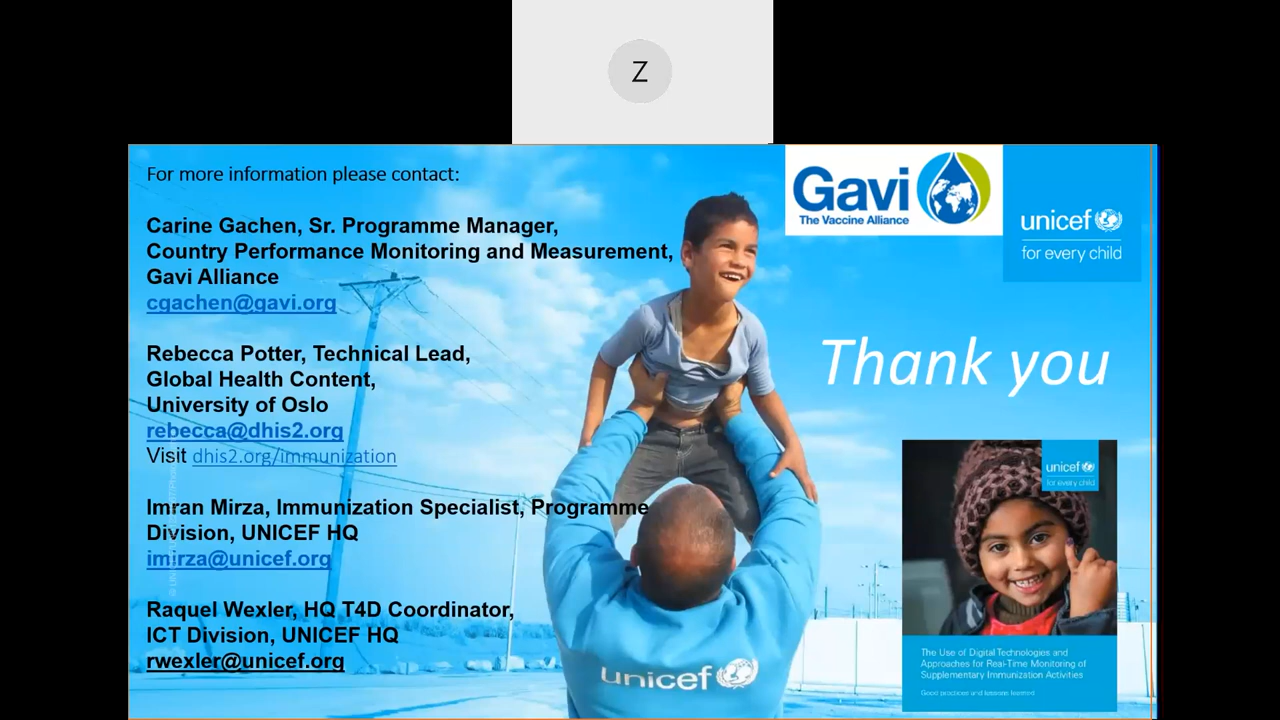 Z
For more information please contact:
Carine Gachen, Sr. Programme Manager,
Country Performance Monitoring and Measurement,
Gavi Alliance
cgachen@gavi.org
Rebecca Potter, Technical Lead,
Global Health Content,
University of Oslo
rebecca@dhis2.org
Visit dhis2.org/immunization
Imran Mirza, Immunization Specialist, Programme
Division, UNICEF HQ
imirza@unicef.org
Raquel Wexler, HQ T4D Coordinator,
ICT Division, UNICEF HQ
rwexler@unicef.org
Gavi
The Vaccine Alliance
unicef
for every child
Thank you
unicef
for every child
The Use of Digital Technologies and
Approaches for Real-Time Monitoring of
Supplementary Immunization Activities
Good practices and lessons learned
unicef